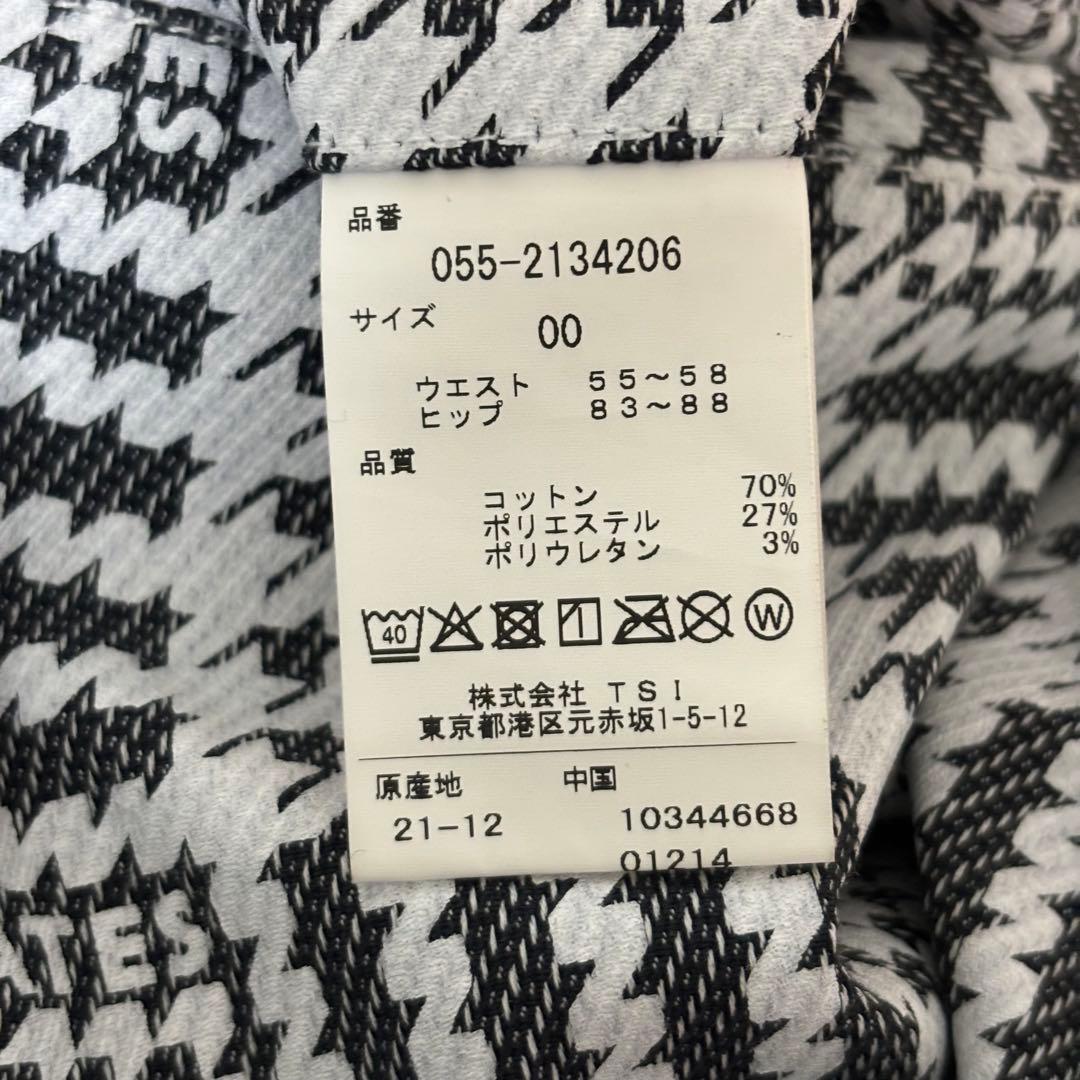 ES
品番
055-2134206
サイズ
00
ウエスト 55～58
ヒップ 83～88
品質
コットン 70%
ポリエステル 27%
ポリウレタン 3%
40
W
株式会社 TSI
東京都港区元赤坂1-5-12
原産地 中国
21-12 10344668
01214
ATES